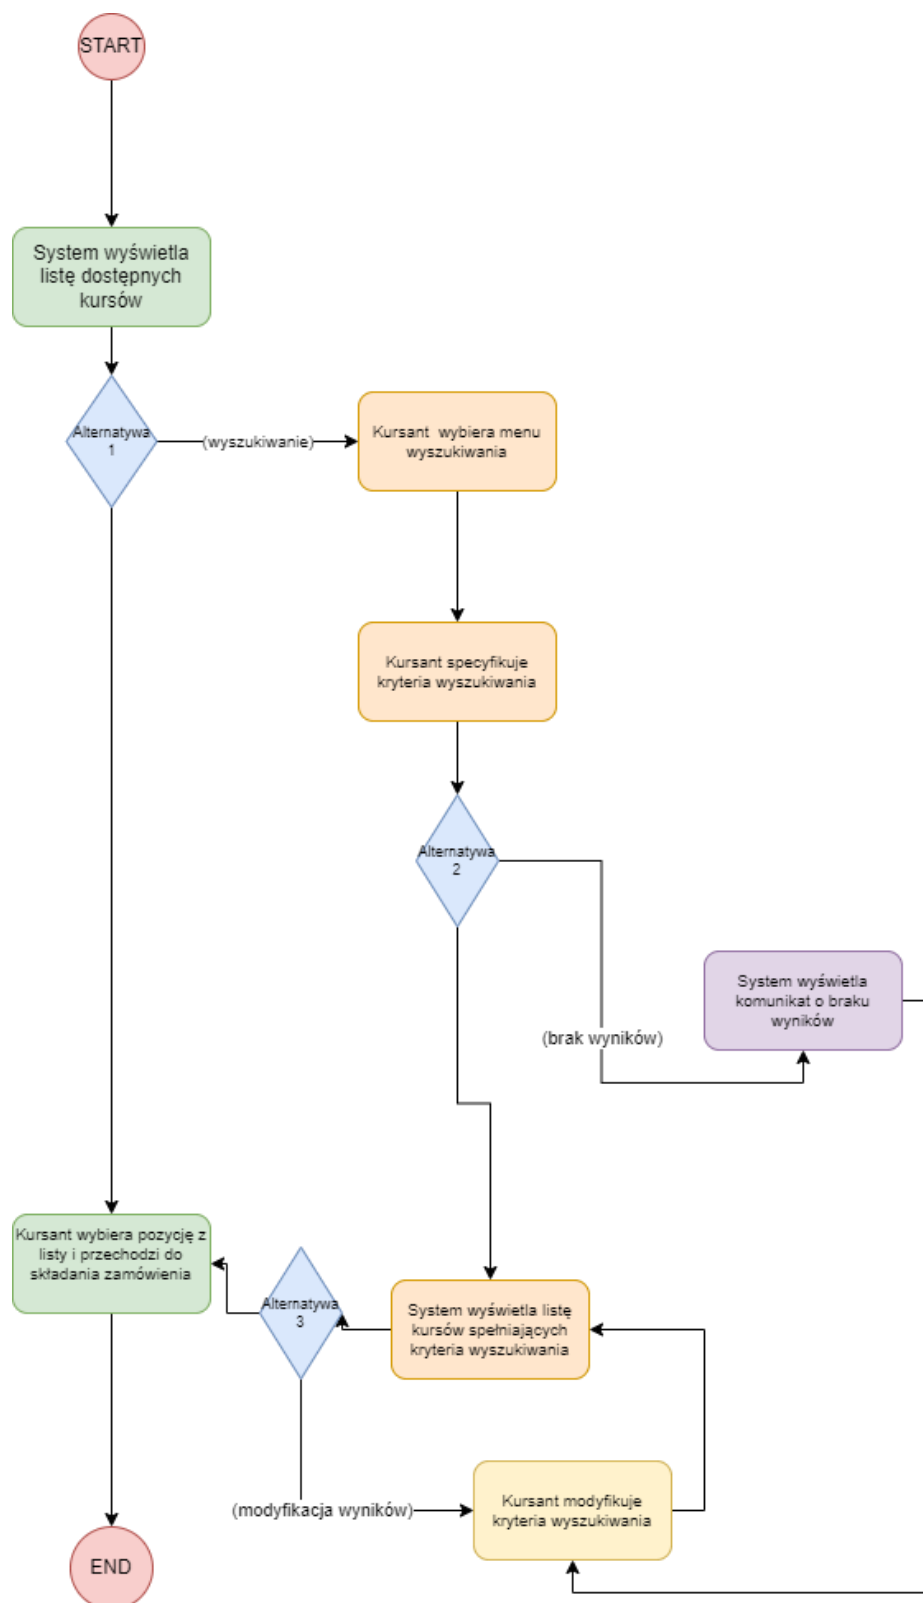 START
System wyświetla
listę dostępnych
kursów
Alternatywa
1
(wyszukiwanie)
Kursant wybiera menu
wyszukiwania
Kursant specyfikuje
kryteria wyszukiwania
Alternatywa
2
System wyświetla
komunikat o braku
wyników
(brak wyników)
Kursant wybiera pozycję z
listy i przechodzi do
składania zamówienia
Alternatywa
3
System wyświetla listę
kursów spełniających
kryteria wyszukiwania
(modyfikacja wyników)
Kursant modyfikuje
kryteria wyszukiwania
END